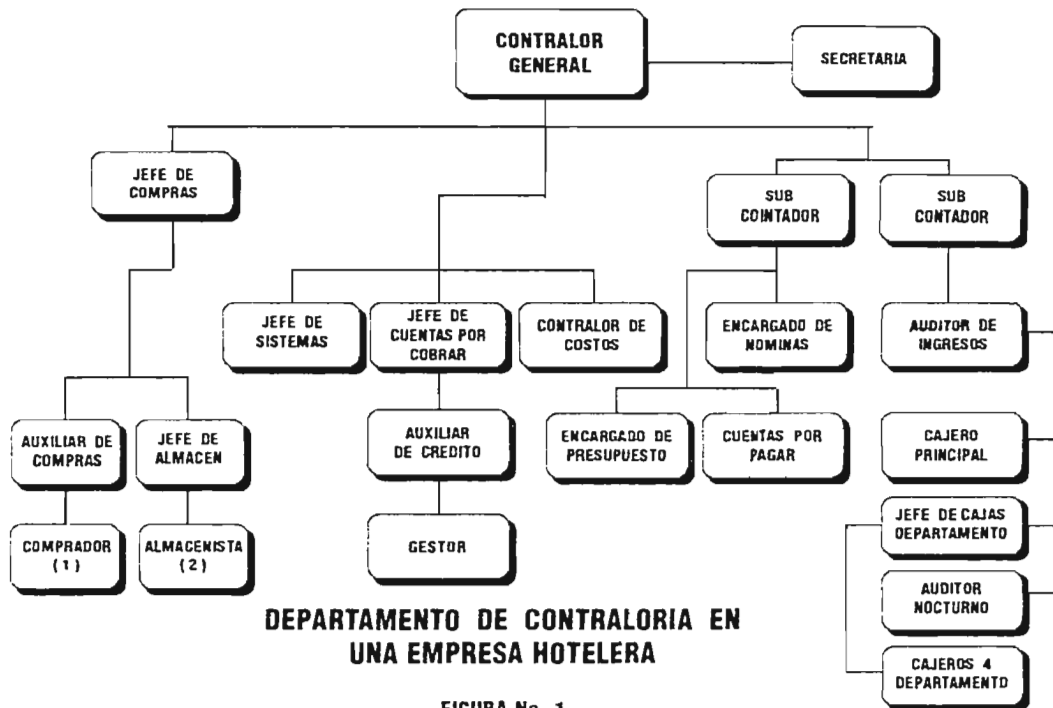 CONTRALOR
GENERAL
SECRETARIA
JEFE DE
COMPRAS
SUB
COINTADOR
SUB
CONTADOR
JEFE DE
SISTEMAS
JEFE DE
CUENTAS POR
COBRAR
CONTRALOR DE
COSTOS
ENCARGADO DE
NOMINAS
AUDITOR DE
INGRESOS
AUXILIAR DE
COMPRAS
JEFE DE
ALMACEN
AUXILIAR
DE CREDITO
ENCARGADO DE
PRESUPUESTO
CUENTAS POR
PAGAR
CAJERO
PRINCIPAL
COMPRADOR
(1)
ALMACENISTA
(2)
GESTOR
JEFE DE CAJAS
DEPARTAMENTO
AUDITOR
NOCTURNO
CAJEROS 4
DEPARTAMENTO
DEPARTAMENTO DE CONTRALORIA EN
UNA EMPRESA HOTELERA
FIGURA No. 1